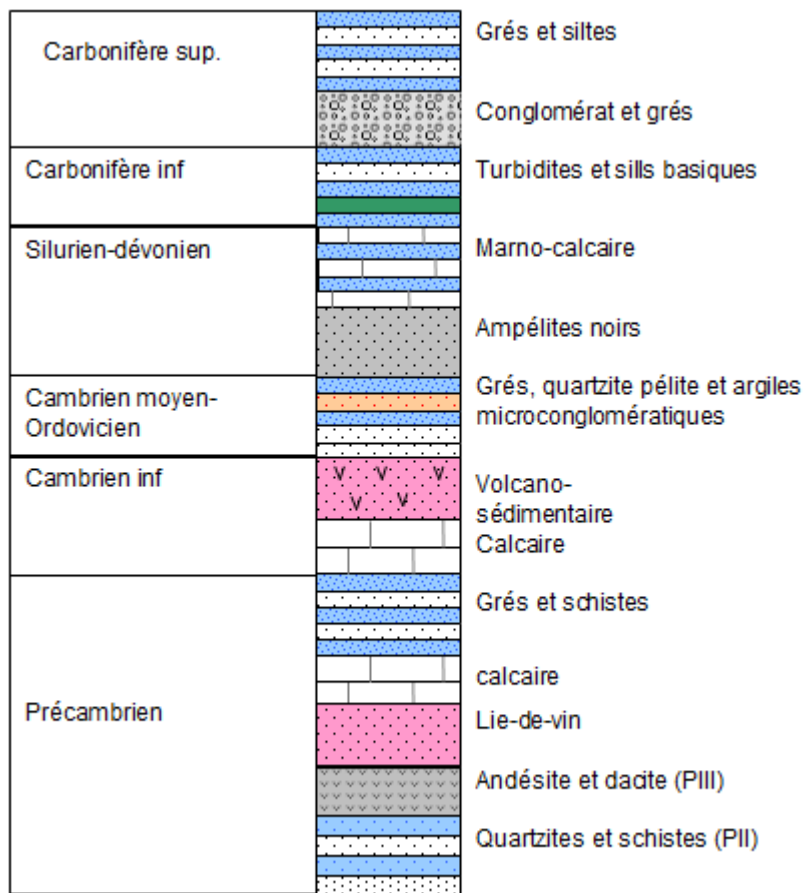 Carbonifère sup.
Grés et siltes
Conglomérat et grés
Carbonifère inf
Turbidites et sills basiques
Silurien-dévonien
Marno-calcaire
Ampélites noirs
Cambrien moyen-
Ordovicien
Grés, quartzite pélite et argiles
microconglomératiques
Cambrien inf
Volcano-
sédimentaire
Calcaire
Précambrien
Grés et schistes
calcaire
Lie-de-vin
Andésite et dacite (PIII)
Quartzites et schistes (PII)